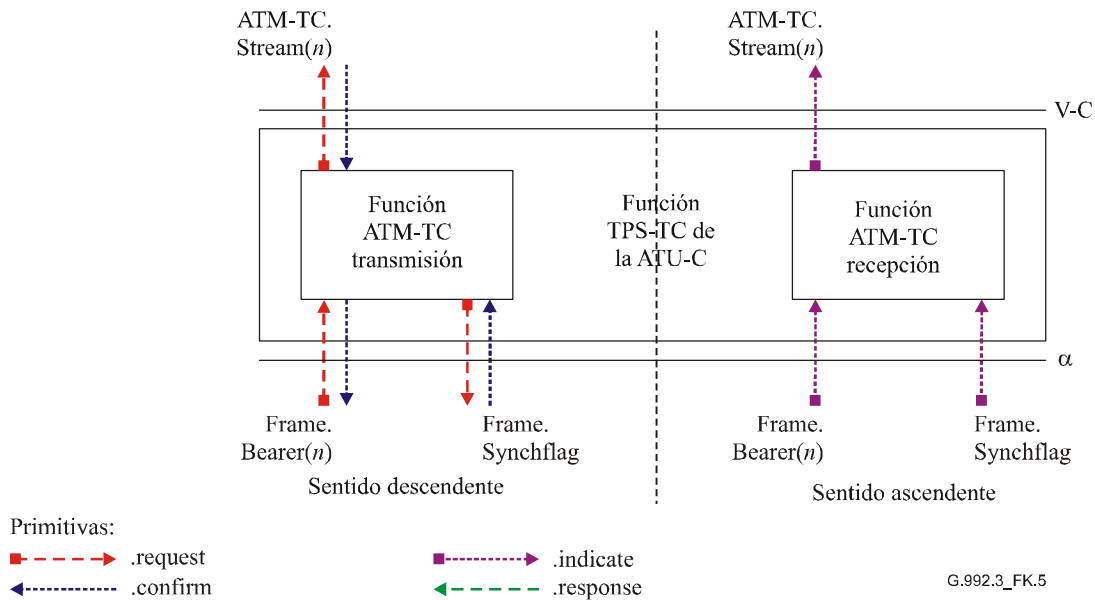 ATM-TC.
Stream(n)
ATM-TC.
Stream(n)
V-C
Función
ATM-TC
transmisión
Función
TPS-TC de
la ATU-C
Función
ATM-TC
recepción
α
Frame.
Bearer(n)
Frame.
Synchflag
Frame.
Bearer(n)
Frame.
Synchflag
Sentido descendente
Sentido ascendente
Primitivas:
.request
.indicate
.confirm
.response
G.992.3_FK.5